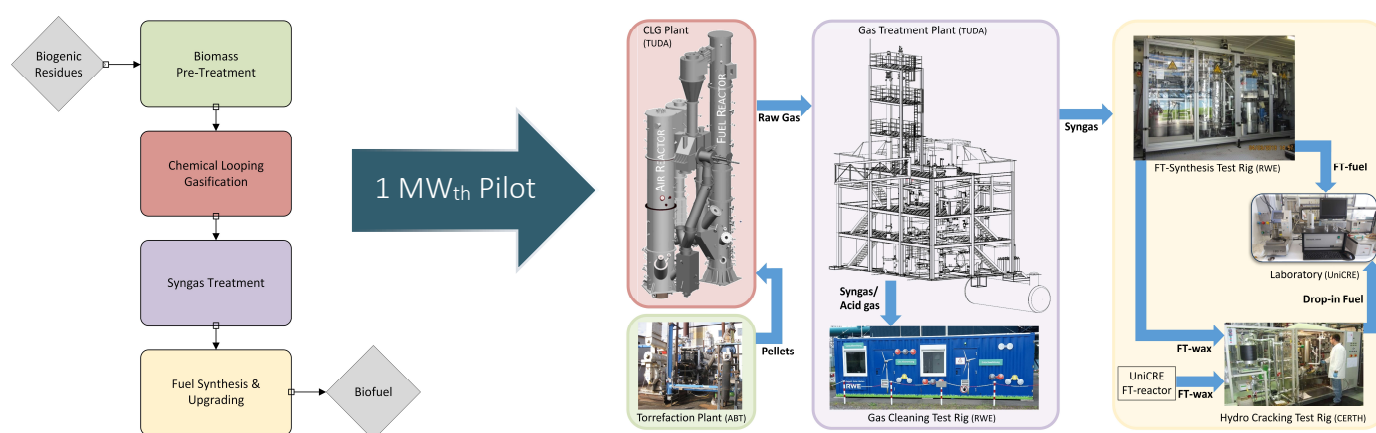 Biogenic
Residues
Biomass
Pre-Treatment
Chemical Looping
Gasification
Syngas Treatment
Fuel Synthesis &
Upgrading
Biofuel
1 MWth Pilot
CLG Plant
(TUDA)
AIR REACTOR
FUEL REACTOR
Raw Gas
Pellets
Torrefaction Plant (ABT)
Gas Treatment Plant (TUDA)
Syngas/
Acid gas
RWE
Gas Cleaning Test Rig (RWE)
Syngas
FT-Synthesis Test Rig (RWE)
FT-fuel
Laboratory (UniCRE)
Drop-in Fuel
FT-wax
UniCRE
FT-reactor
FT-wax
Hydro Cracking Test Rig (CERTH)